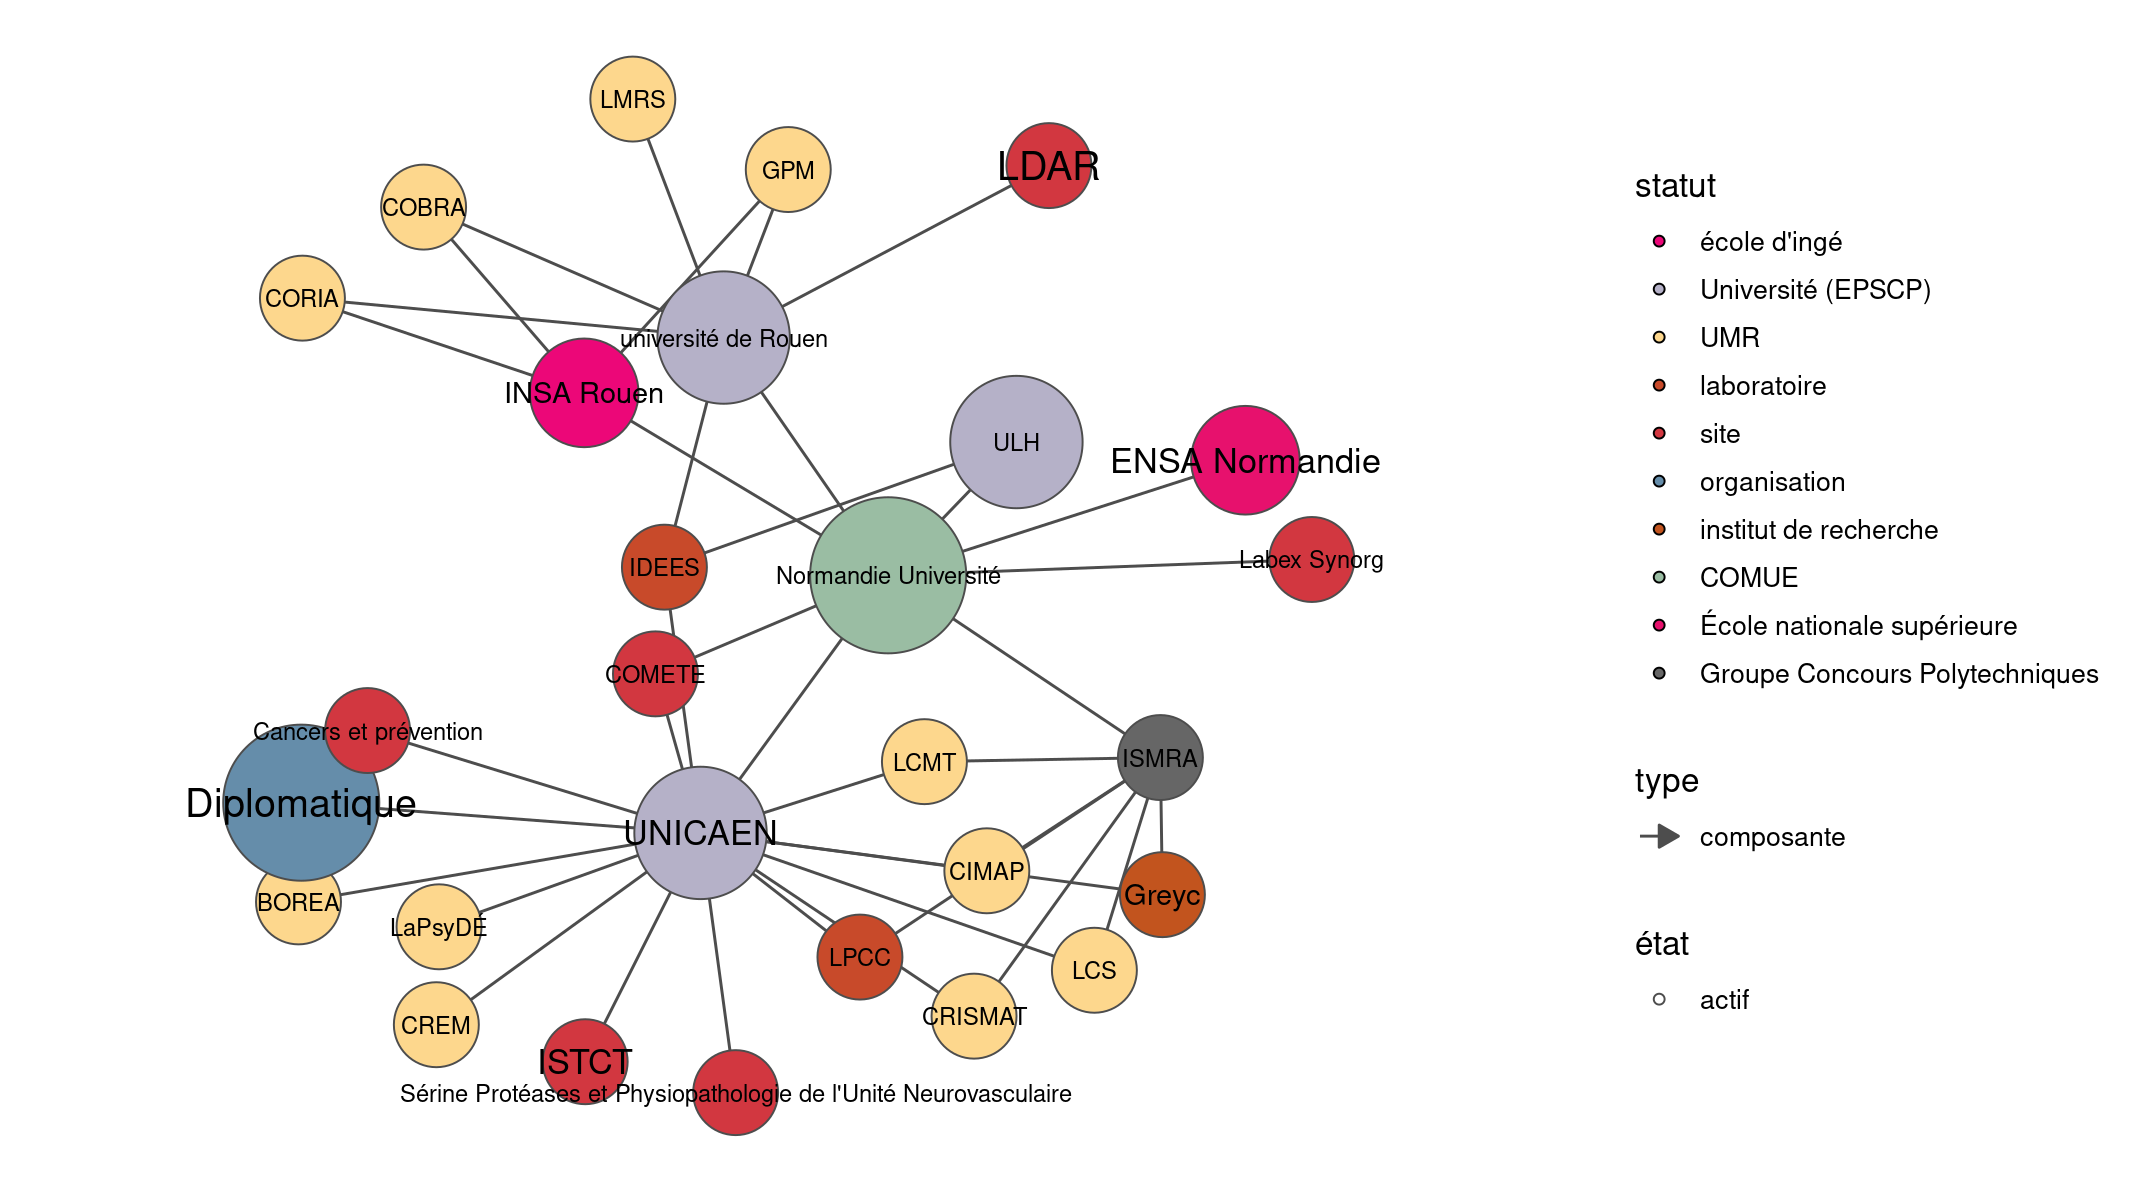 LMRS
GPM
LDAR
COBRA
CORIA
université de Rouen
INSA Rouen
ULH
ENSA Normandie
Labex Synorg
IDEES
Normandie Université
COMETE
Cancers et prévention
LCMT
ISMRA
Diplomatique
UNICAEN
CIMAP
Greyc
BOREA
LaPsyDÉ
LPCC
LCS
CREM
CRISMAT
ISTCT
Sérine Protéases et Physiopathologie de l'Unité Neurovasculaire
statut
école d'ingé
Université (EPSCP)
UMR
laboratoire
site
organisation
institut de recherche
COMUE
École nationale supérieure
Groupe Concours Polytechniques
type
composante
état
actif